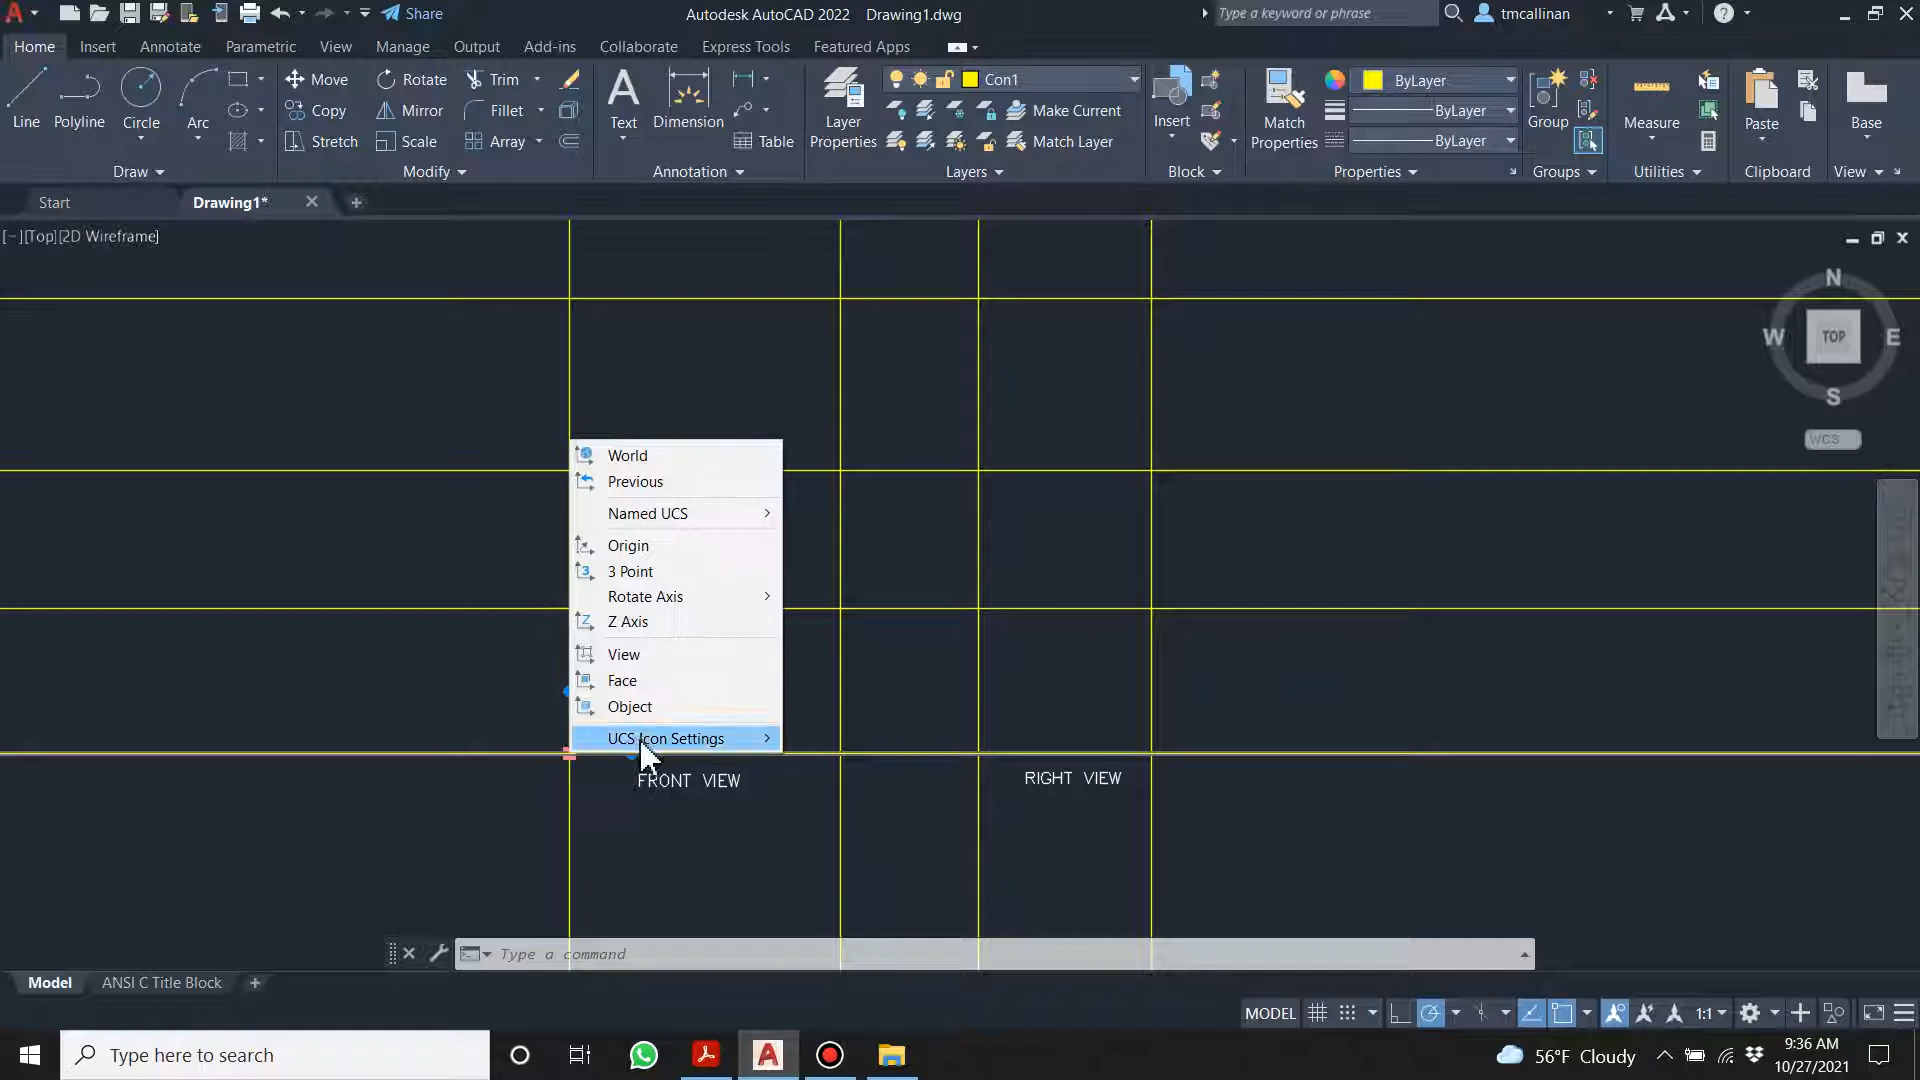 Share
Autodesk AutoCAD 2022 Drawing1.dwg
Type a keyword or phrase
tmcallinan
Home Insert Annotate Parametric View Manage Output Add-ins Collaborate Express Tools Featured Apps
Line Polyline Circle Arc
Move Rotate Trim
Copy Mirror Fillet
Stretch Scale Array
Text Dimension Table
Layer Properties
Con1
Make Current
Match Layer
Insert
Match Properties
ByLayer
ByLayer
ByLayer
Group
Measure
Paste
Base
Draw Modify Annotation Layers Block Properties Groups Utilities Clipboard View
Start Drawing1*
[−][Top][2D Wireframe]
N
W TOP E
S
WCS
World
Previous
Named UCS
Origin
3 Point
Rotate Axis
Z Axis
View
Face
Object
UCS Icon Settings
FRONT VIEW RIGHT VIEW
Type a command
Model ANSI C Title Block
MODEL 1:1
Type here to search
56°F Cloudy
9:36 AM
10/27/2021